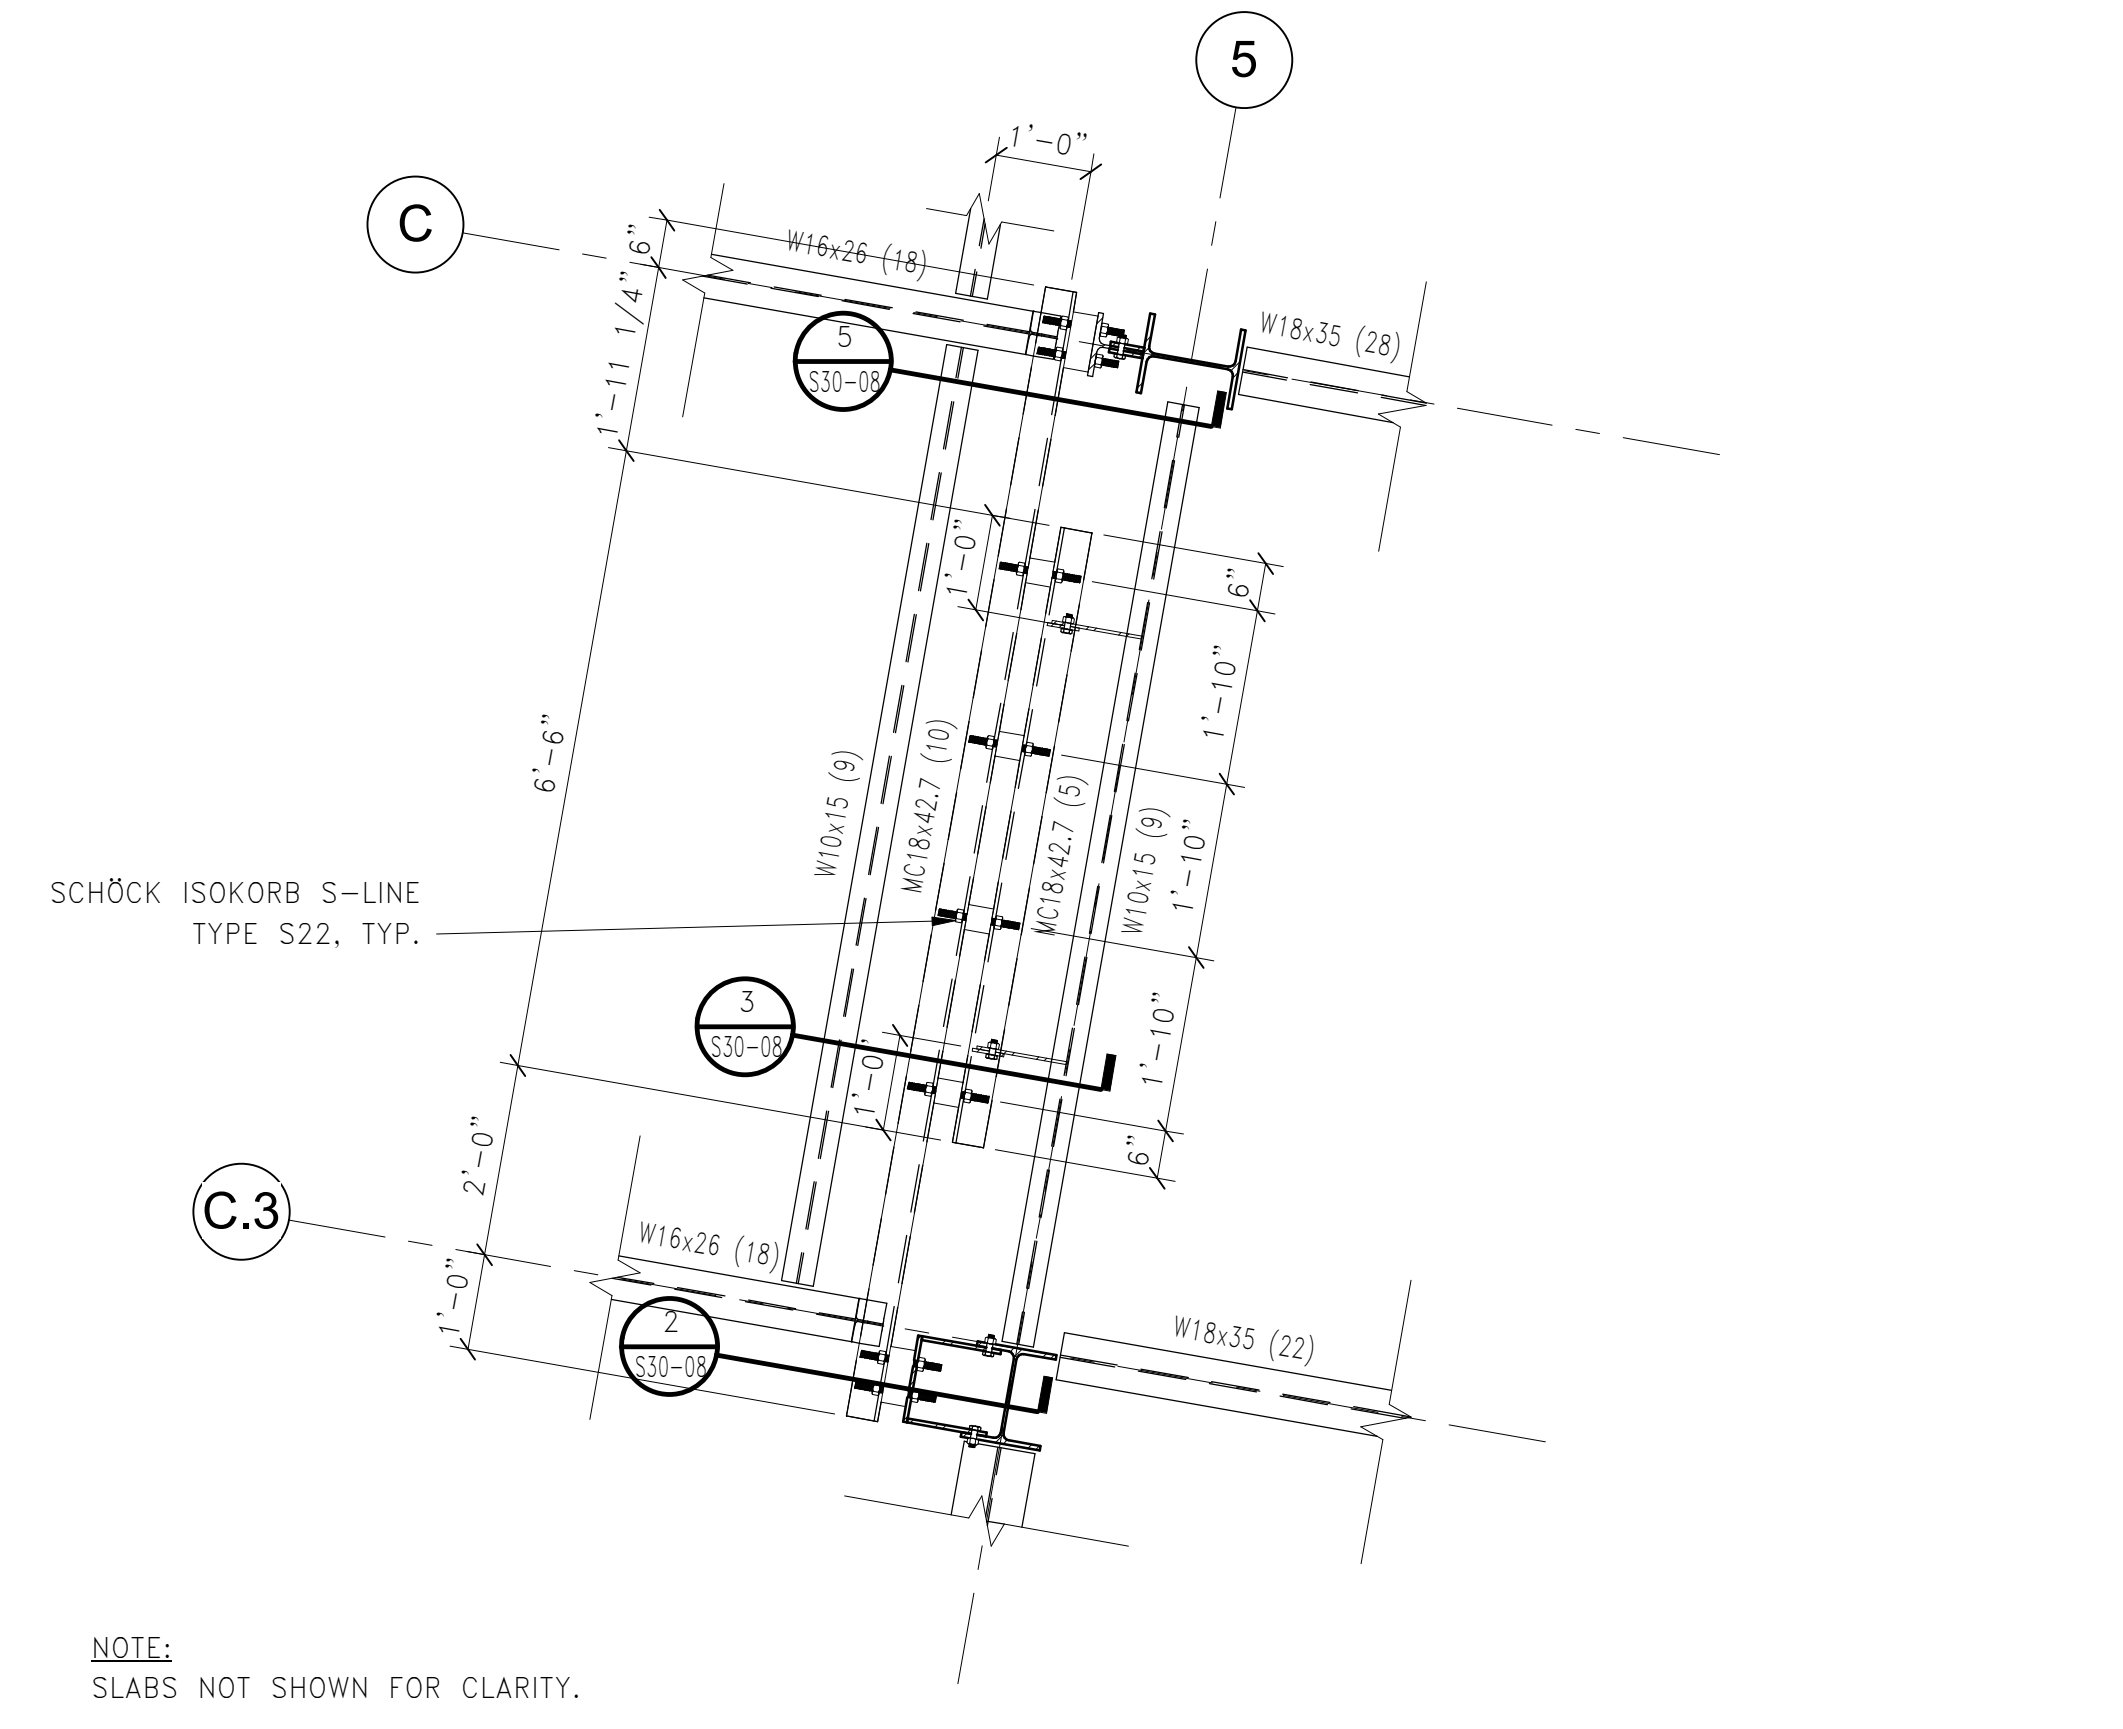 5
1'-0"
C
6"
W16x26 (18)
1'-11 1/4"
5
S30-08
W18x35 (28)
1'-0"
6"
1'-10"
6'-6"
W10x15 (9)
MC18x42.7 (10)
MC18x42.7 (5)
W10x15 (9)
1'-10"
SCHÖCK ISOKORB S-LINE
TYPE S22, TYP.
3
S30-08
1'-0"
1'-10"
6"
2'-0"
C.3
W16x26 (18)
1'-0"
2
S30-08
W18x35 (22)
NOTE:
SLABS NOT SHOWN FOR CLARITY.